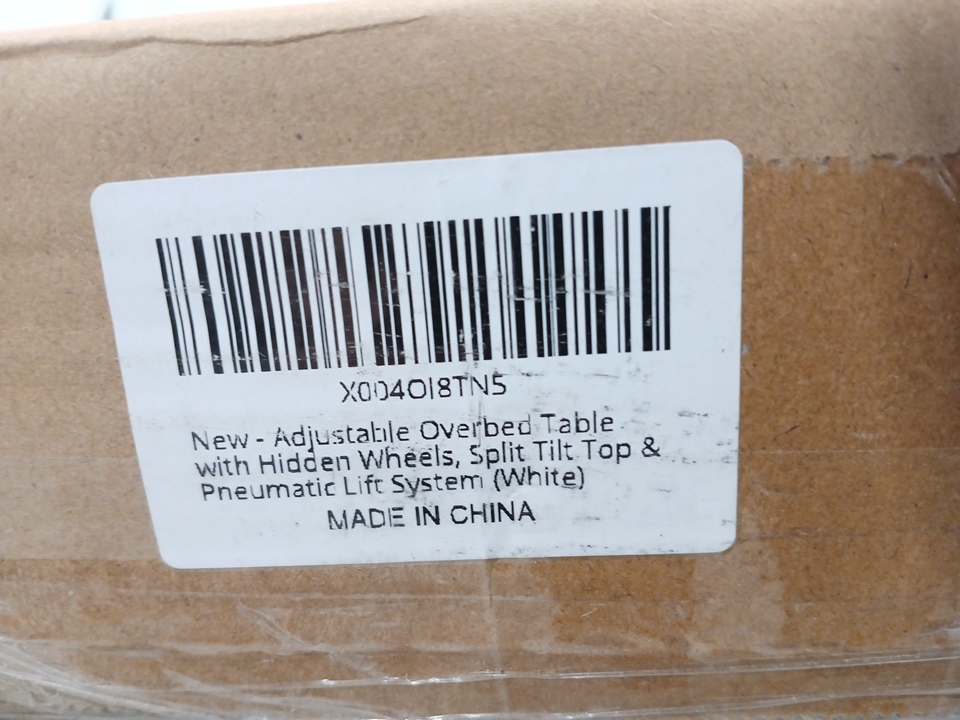 X004OI8TN5
New - Adjustable Overbed Table
with Hidden Wheels, Split Tilt Top &
Pneumatic Lift System (White)
MADE IN CHINA